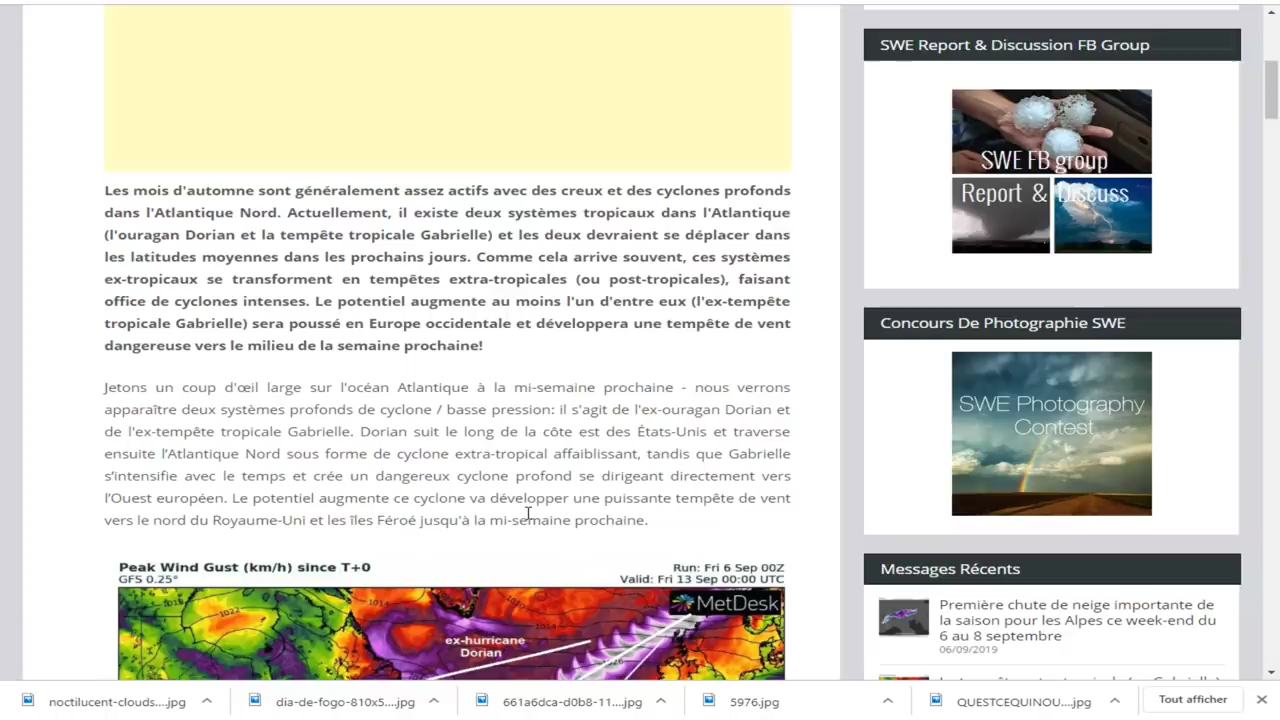 Les mois d'automne sont généralement assez actifs avec des creux et des cyclones profonds
dans l'Atlantique Nord. Actuellement, il existe deux systèmes tropicaux dans l'Atlantique
(l'ouragan Dorian et la tempête tropicale Gabrielle) et les deux devraient se déplacer dans
les latitudes moyennes dans les prochains jours. Comme cela arrive souvent, ces systèmes
ex-tropicaux se transforment en tempêtes extra-tropicales (ou post-tropicales), faisant
office de cyclones intenses. Le potentiel augmente au moins l'un d'entre eux (l'ex-tempête
tropicale Gabrielle) sera poussé en Europe occidentale et développera une tempête de vent
dangereuse vers le milieu de la semaine prochaine!
Jetons un coup d'œil large sur l'océan Atlantique à la mi-semaine prochaine - nous verrons
apparaître deux systèmes profonds de cyclone / basse pression: il s'agit de l'ex-ouragan Dorian et
de l'ex-tempête tropicale Gabrielle. Dorian suit le long de la côte est des États-Unis et traverse
ensuite l'Atlantique Nord sous forme de cyclone extra-tropical affaiblissant, tandis que Gabrielle
s'intensifie avec le temps et crée un dangereux cyclone profond se dirigeant directement vers
l'Ouest européen. Le potentiel augmente ce cyclone va développer une puissante tempête de vent
vers le nord du Royaume-Uni et les îles Féroé jusqu'à la mi-semaine prochaine.
Peak Wind Gust (km/h) since T+0
GFS 0.25°
Run: Fri 6 Sep 00Z
Valid: Fri 13 Sep 00:00 UTC
MetDesk
1022
1014
ex-hurricane
Dorian
SWE Report & Discussion FB Group
SWE FB group
Report & Discuss
Concours De Photographie SWE
SWE Photography
Contest
Messages Récents
Première chute de neige importante de
la saison pour les Alpes ce week-end du
6 au 8 septembre
06/09/2019
noctilucent-clouds....jpg
dia-de-fogo-810x5....jpg
661a6dca-d0b8-11....jpg
5976.jpg
QUESTCEQUINOU....jpg
Tout afficher